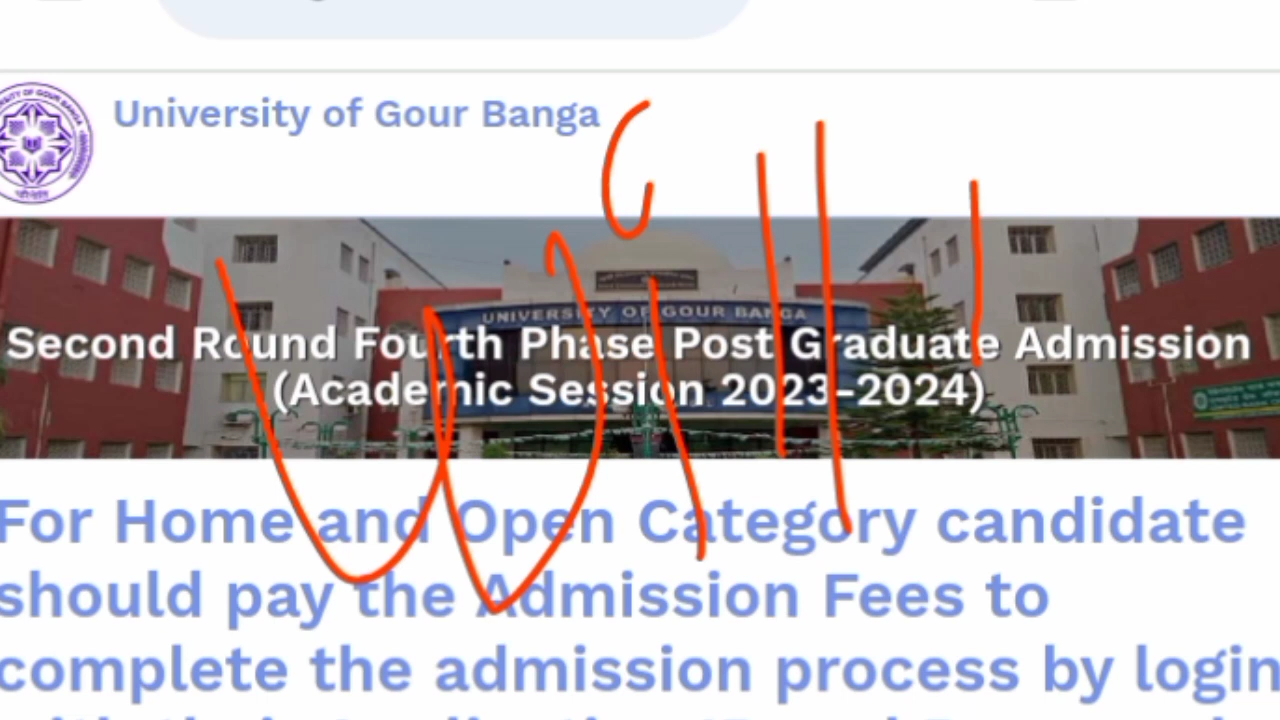 University of Gour Banga
UNIVERSITY OF GOUR BANGA
Second Round Fourth Phase Post Graduate Admission
(Academic Session 2023-2024)
For Home and Open Category candidate
should pay the Admission Fees to
complete the admission process by login
Will